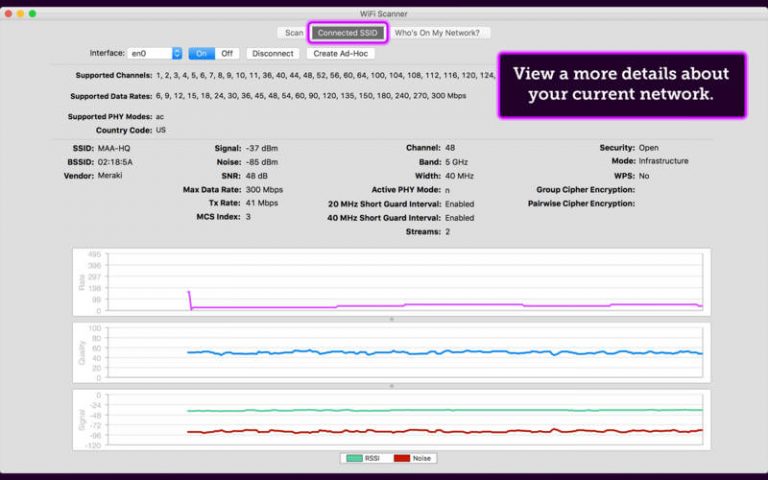 WiFi Scanner
Scan Connected SSID Who's On My Network?
Interface: en0 On Off Disconnect Create Ad-Hoc
View a more details about
your current network.
Supported Channels: 1, 2, 3, 4, 5, 6, 7, 8, 9, 10, 11, 36, 40, 44, 48, 52, 56, 60, 64, 100, 104, 108, 112, 116, 120, 124,
Supported Data Rates: 6, 9, 12, 15, 18, 24, 30, 36, 45, 48, 54, 60, 90, 120, 135, 150, 180, 240, 270, 300 Mbps
Supported PHY Modes: ac
Country Code: US
SSID: MAA-HQ
BSSID: 02:18:5A
Vendor: Meraki
Signal: -37 dBm
Noise: -85 dBm
SNR: 48 dB
Max Data Rate: 300 Mbps
Tx Rate: 41 Mbps
MCS Index: 3
Channel: 48
Band: 5 GHz
Width: 40 MHz
Active PHY Mode: n
20 MHz Short Guard Interval: Enabled
40 MHz Short Guard Interval: Enabled
Streams: 2
Security: Open
Mode: Infrastructure
WPS: No
Group Cipher Encryption:
Pairwise Cipher Encryption:
Rate
495
396
297
198
99
0
Quality
100
80
60
40
20
0
Signal
0
-24
-48
-72
-96
-120
RSSI Noise